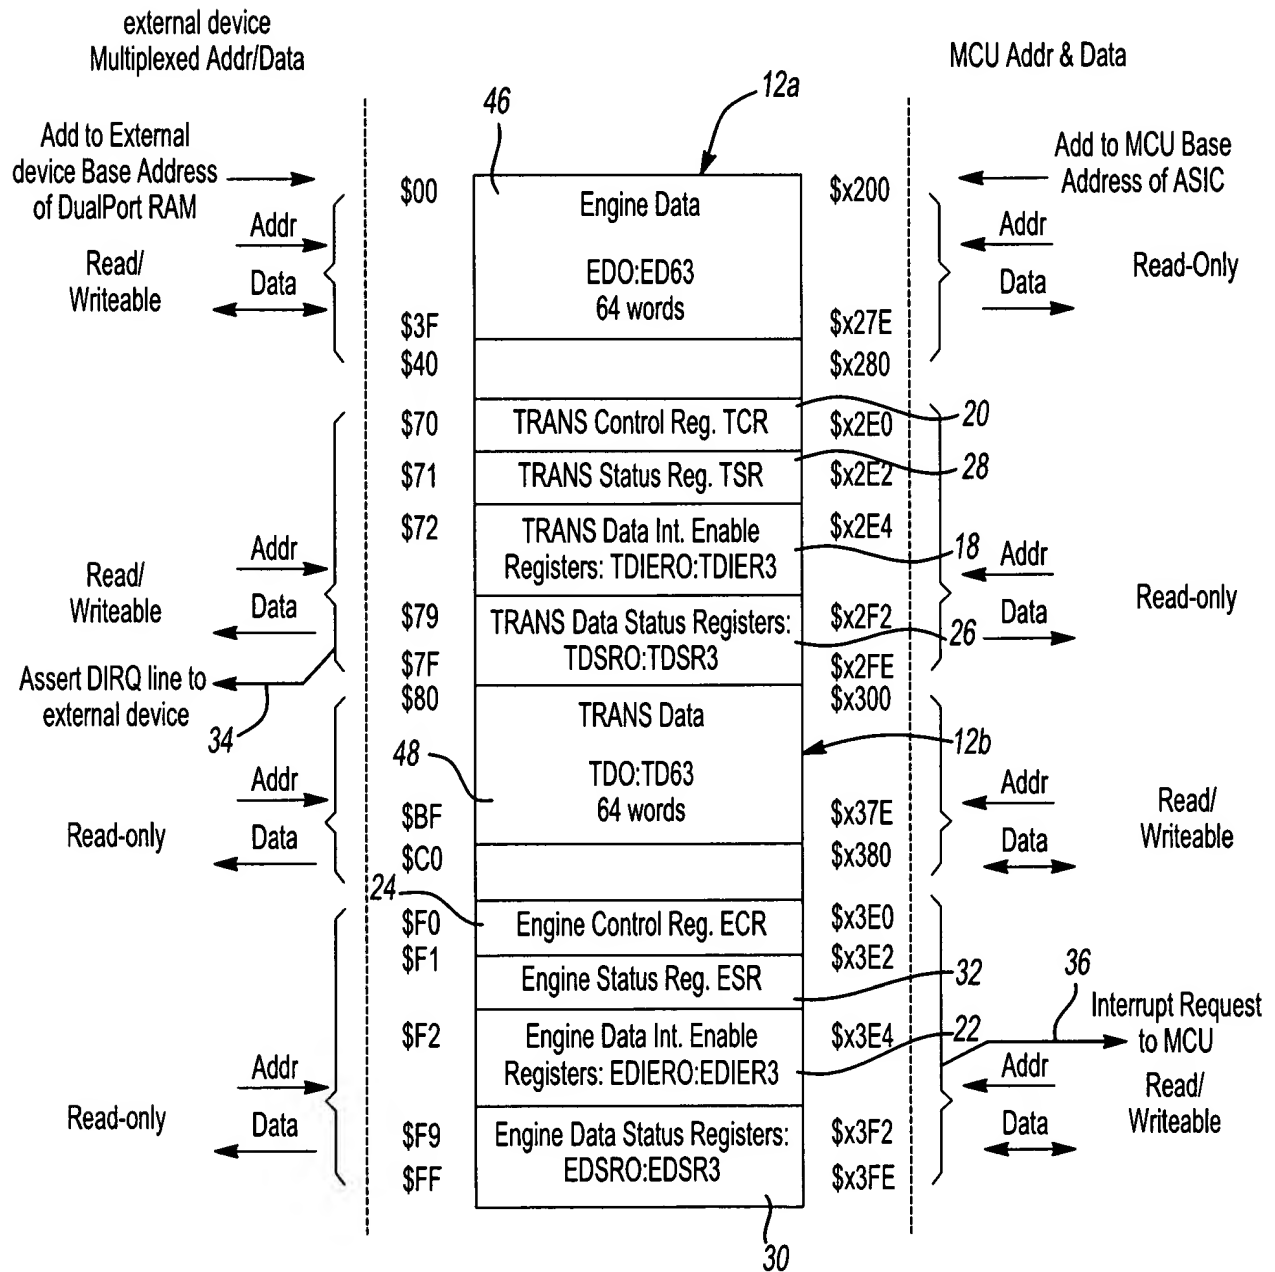 external device
Multiplexed Addr/Data
MCU Addr & Data
46
12a
Add to External
device Base Address
of DualPort RAM
Add to MCU Base
Address of ASIC
$00
Engine Data
$x200
Addr
Addr
Read/
Writeable
Data
EDO:ED63
64 words
Data
Read-Only
$3F
$x27E
$40
$x280
$70
TRANS Control Reg. TCR
$x2E0
20
$71
TRANS Status Reg. TSR
$x2E2
28
$72
TRANS Data Int. Enable
Registers: TDIERO:TDIER3
$x2E4
18
Addr
Addr
Read/
Writeable
Data
Data
Read-only
$79
TRANS Data Status Registers:
TDSRO:TDSR3
$x2F2
26
$7F
$x2FE
Assert DIRQ line to
external device
34
$80
TRANS Data
$x300
12b
48
TDO:TD63
64 words
Addr
Addr
Read-only
Data
Data
Read/
Writeable
$BF
$x37E
$C0
$x380
24
$F0
Engine Control Reg. ECR
$x3E0
$F1
Engine Status Reg. ESR
$x3E2
32
36
$F2
Engine Data Int. Enable
Registers: EDIERO:EDIER3
$x3E4
22
Interrupt Request
to MCU
Addr
Addr
Read-only
Data
Data
Read/
Writeable
$F9
Engine Data Status Registers:
EDSRO:EDSR3
$x3F2
$FF
$x3FE
30